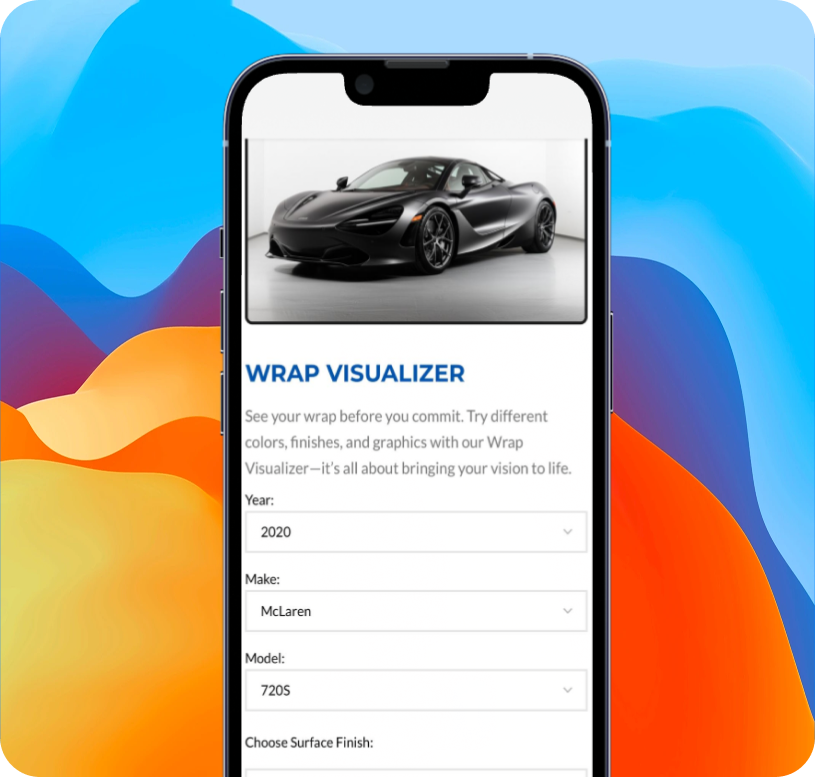 WRAP VISUALIZER
See your wrap before you commit. Try different
colors, finishes, and graphics with our Wrap
Visualizer—it's all about bringing your vision to life.
Year:
2020
Make:
McLaren
Model:
720S
Choose Surface Finish: